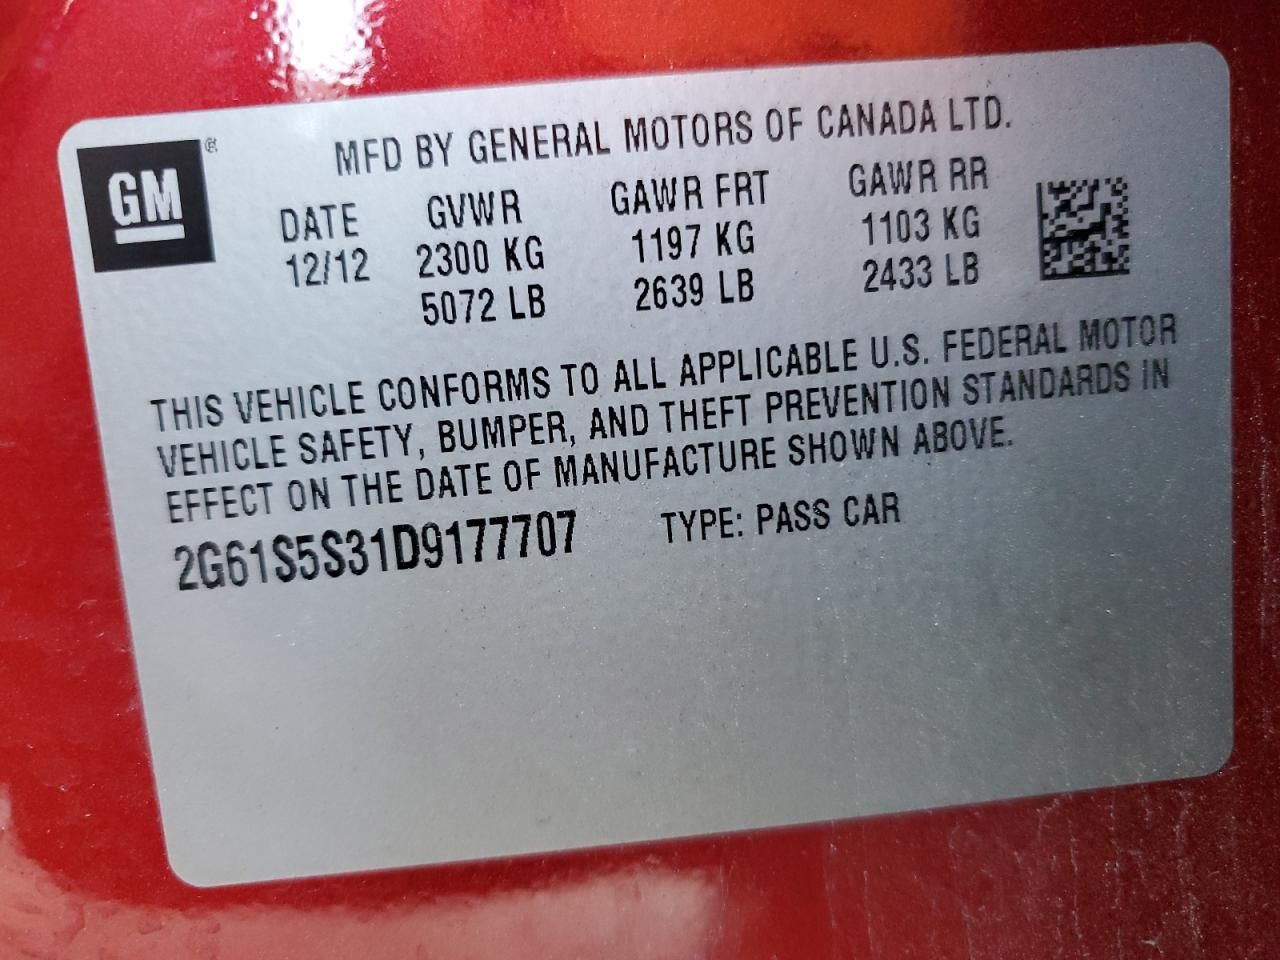 GM®
MFD BY GENERAL MOTORS OF CANADA LTD.
DATE GVWR GAWR FRT GAWR RR
12/12 2300 KG 1197 KG 1103 KG
5072 LB 2639 LB 2433 LB
THIS VEHICLE CONFORMS TO ALL APPLICABLE U.S. FEDERAL MOTOR
VEHICLE SAFETY, BUMPER, AND THEFT PREVENTION STANDARDS IN
EFFECT ON THE DATE OF MANUFACTURE SHOWN ABOVE.
2G61S5S31D9177707 TYPE: PASS CAR